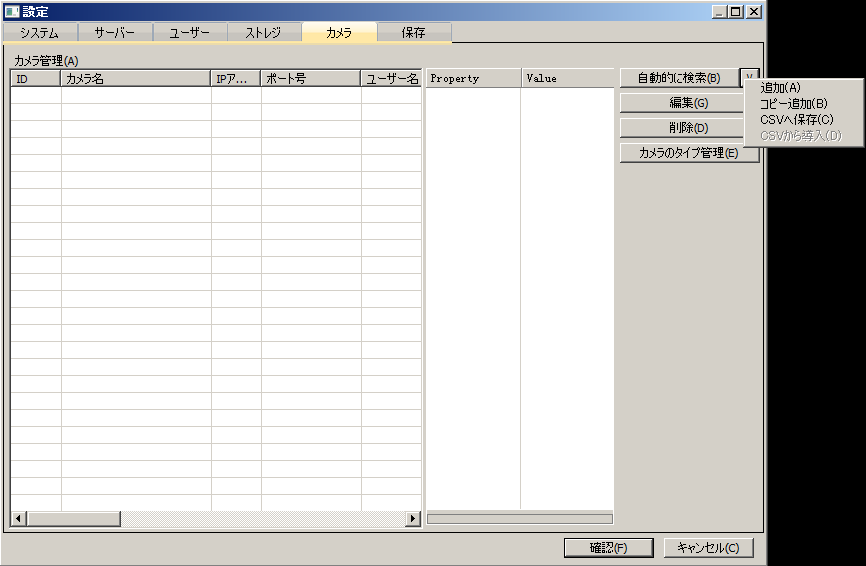 設定
システム
サーバー
ユーザー
ストレジ
カメラ
保存
カメラ管理(A)
ID
カメラ名
IPア...
ポート号
ユーザー名
Property
Value
自動的に検索(B)
V
編集(G)
削除(D)
カメラのタイプ管理(E)
追加(A)
コピー追加(B)
CSVへ保存(C)
CSVから導入(D)
確認(F)
キャンセル(C)